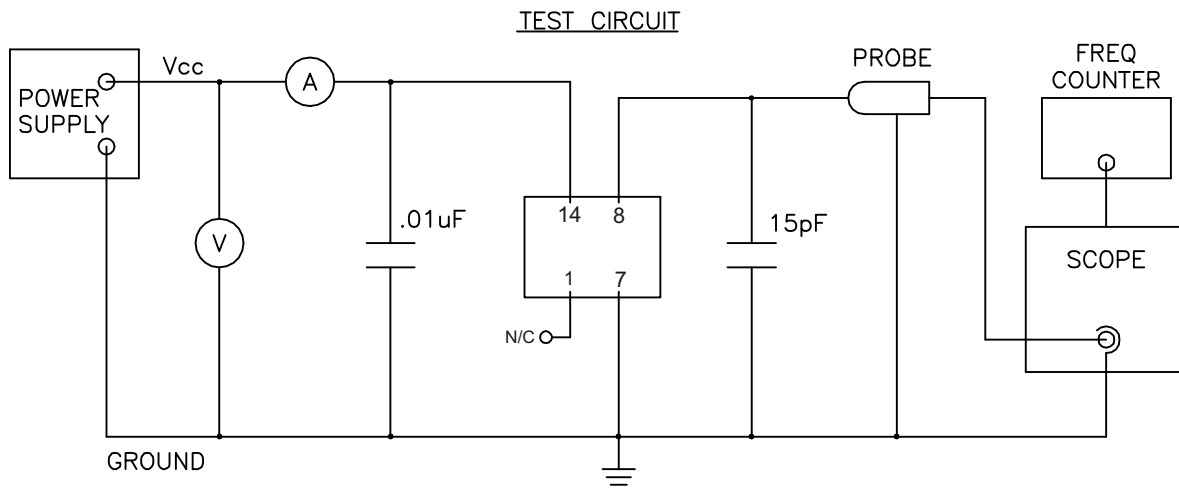 TEST CIRCUIT
POWER
SUPPLY
Vcc
A
V
.01uF
14 8
1 7
N/C
15pF
PROBE
FREQ
COUNTER
SCOPE
GROUND